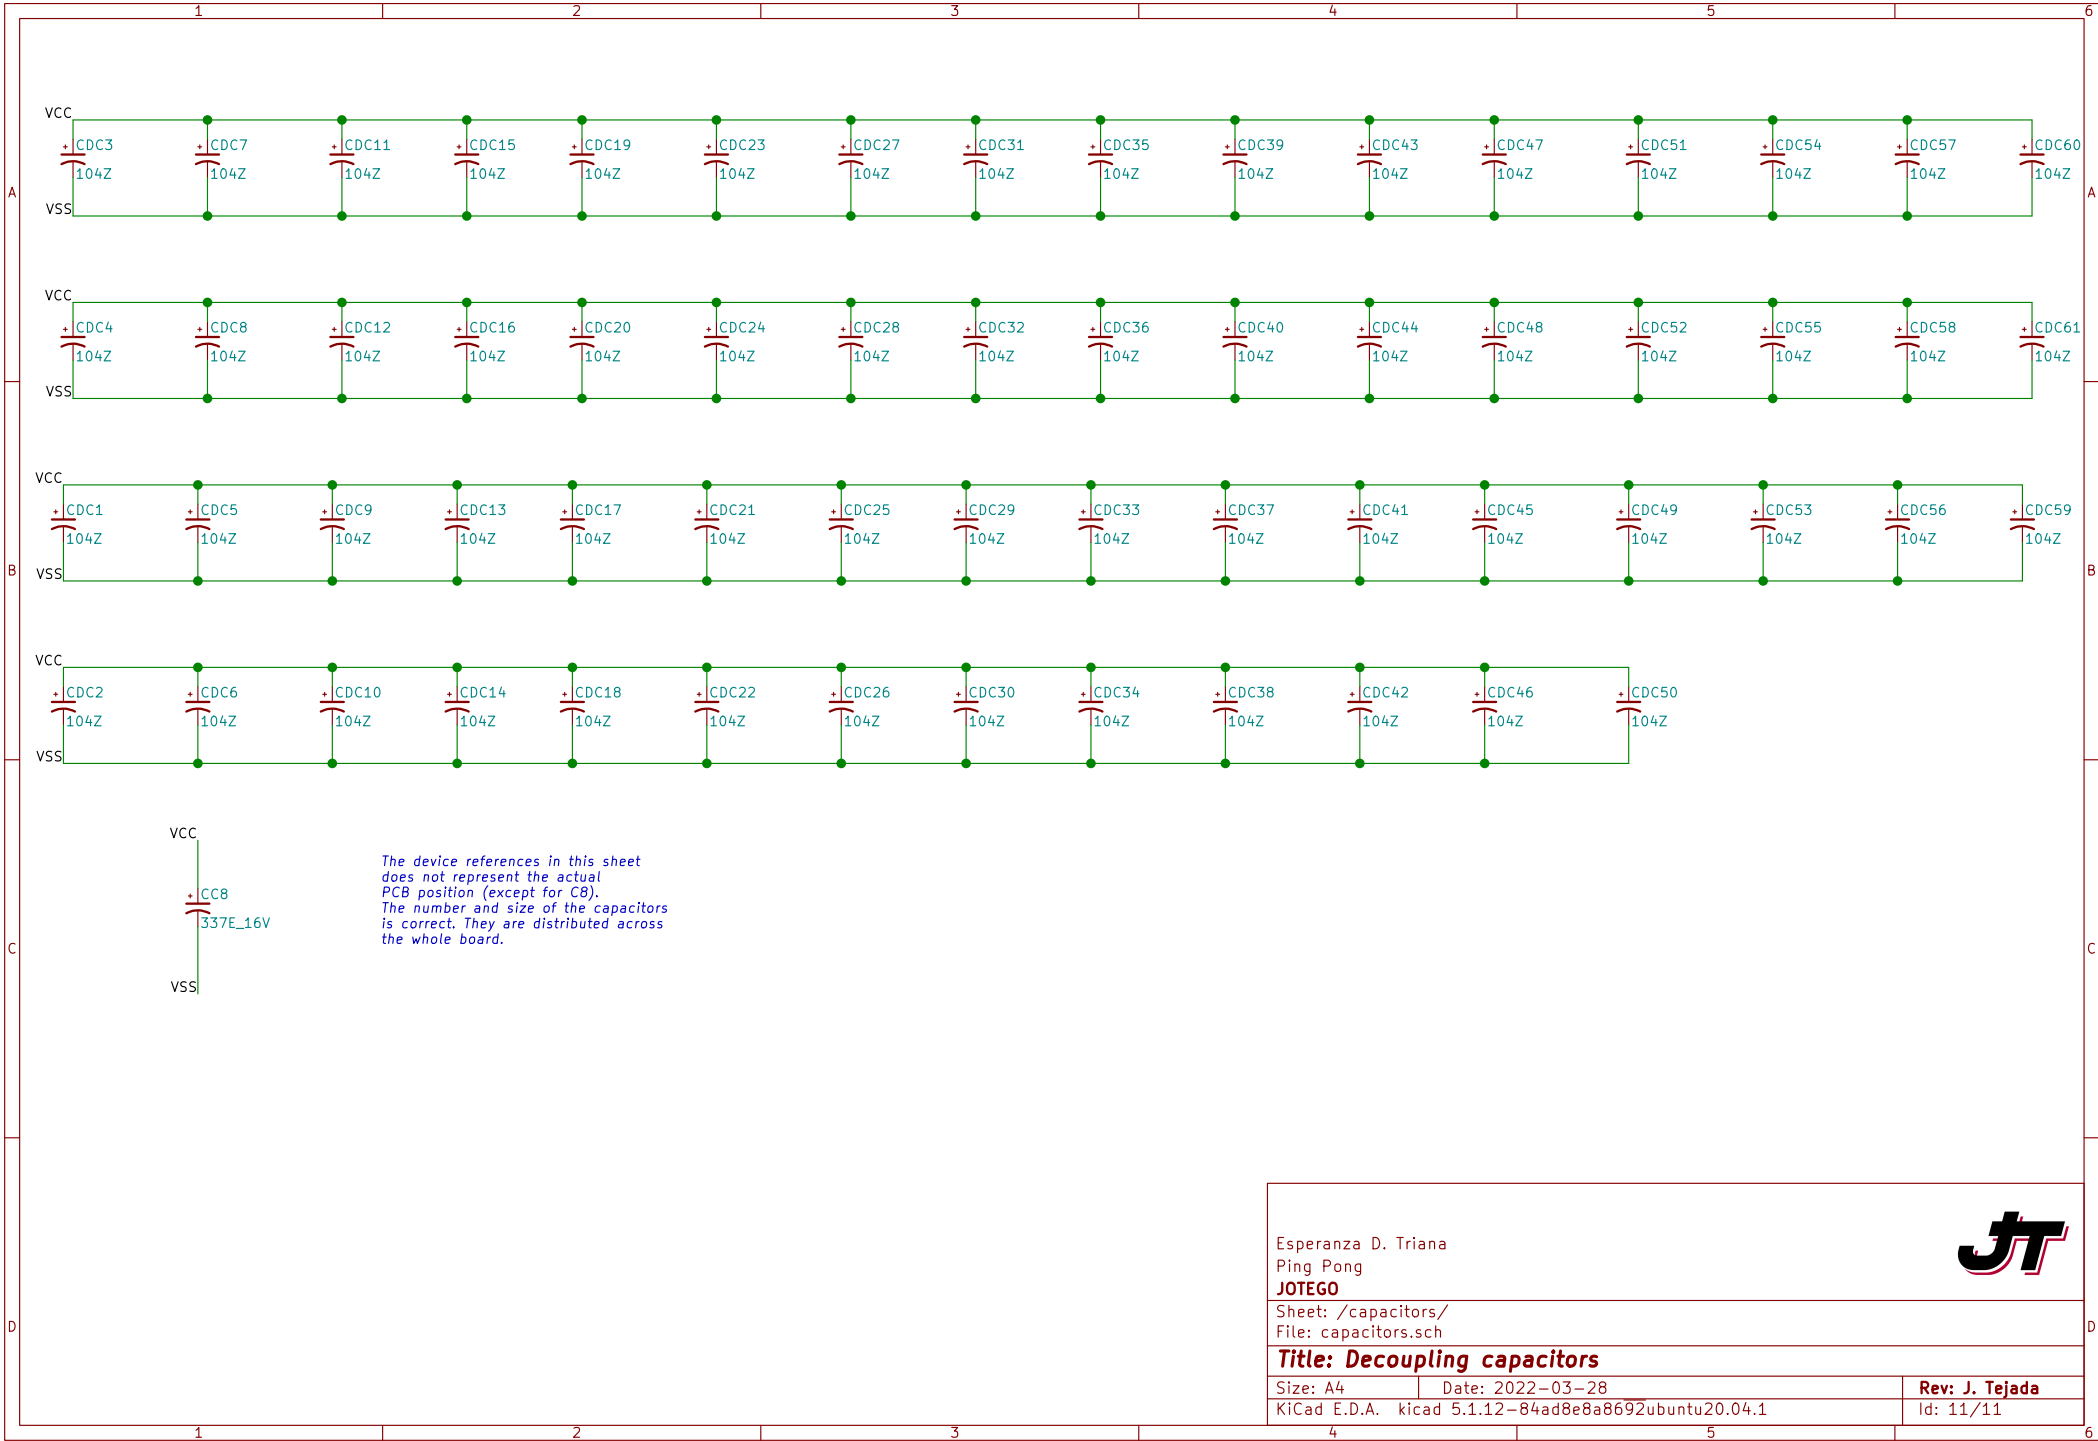 1 2 3 4 5 6
VCC
CDC3 CDC7 CDC11 CDC15 CDC19 CDC23 CDC27 CDC31 CDC35 CDC39 CDC43 CDC47 CDC51 CDC54 CDC57 CDC60
104Z 104Z 104Z 104Z 104Z 104Z 104Z 104Z 104Z 104Z 104Z 104Z 104Z 104Z 104Z 104Z
A A
VSS
VCC
CDC4 CDC8 CDC12 CDC16 CDC20 CDC24 CDC28 CDC32 CDC36 CDC40 CDC44 CDC48 CDC52 CDC55 CDC58 CDC61
104Z 104Z 104Z 104Z 104Z 104Z 104Z 104Z 104Z 104Z 104Z 104Z 104Z 104Z 104Z 104Z
VSS
VCC
CDC1 CDC5 CDC9 CDC13 CDC17 CDC21 CDC25 CDC29 CDC33 CDC37 CDC41 CDC45 CDC49 CDC53 CDC56 CDC59
104Z 104Z 104Z 104Z 104Z 104Z 104Z 104Z 104Z 104Z 104Z 104Z 104Z 104Z 104Z 104Z
B B
VSS
VCC
CDC2 CDC6 CDC10 CDC14 CDC18 CDC22 CDC26 CDC30 CDC34 CDC38 CDC42 CDC46 CDC50
104Z 104Z 104Z 104Z 104Z 104Z 104Z 104Z 104Z 104Z 104Z 104Z 104Z
VSS
VCC
CC8
337E_16V
VSS
The device references in this sheet
does not represent the actual
PCB position (except for C8).
The number and size of the capacitors
is correct. They are distributed across
the whole board.
C C
JT
Esperanza D. Triana
Ping Pong
JOTEGO
Sheet: /capacitors/
File: capacitors.sch
D D
Title: Decoupling capacitors
Size: A4 Date: 2022-03-28 Rev: J. Tejada
KiCad E.D.A. kicad 5.1.12-84ad8e8a8692ubuntu20.04.1 Id: 11/11
1 2 3 4 5 6